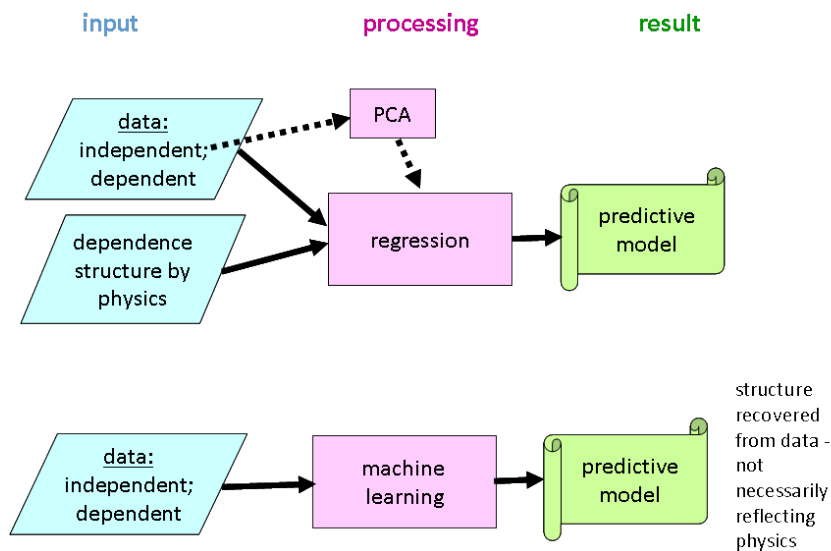 input
processing
result
data:
independent;
dependent
PCA
dependence
structure by
physics
regression
predictive
model
data:
independent;
dependent
machine
learning
predictive
model
structure
recovered
from data -
not
necessarily
reflecting
physics